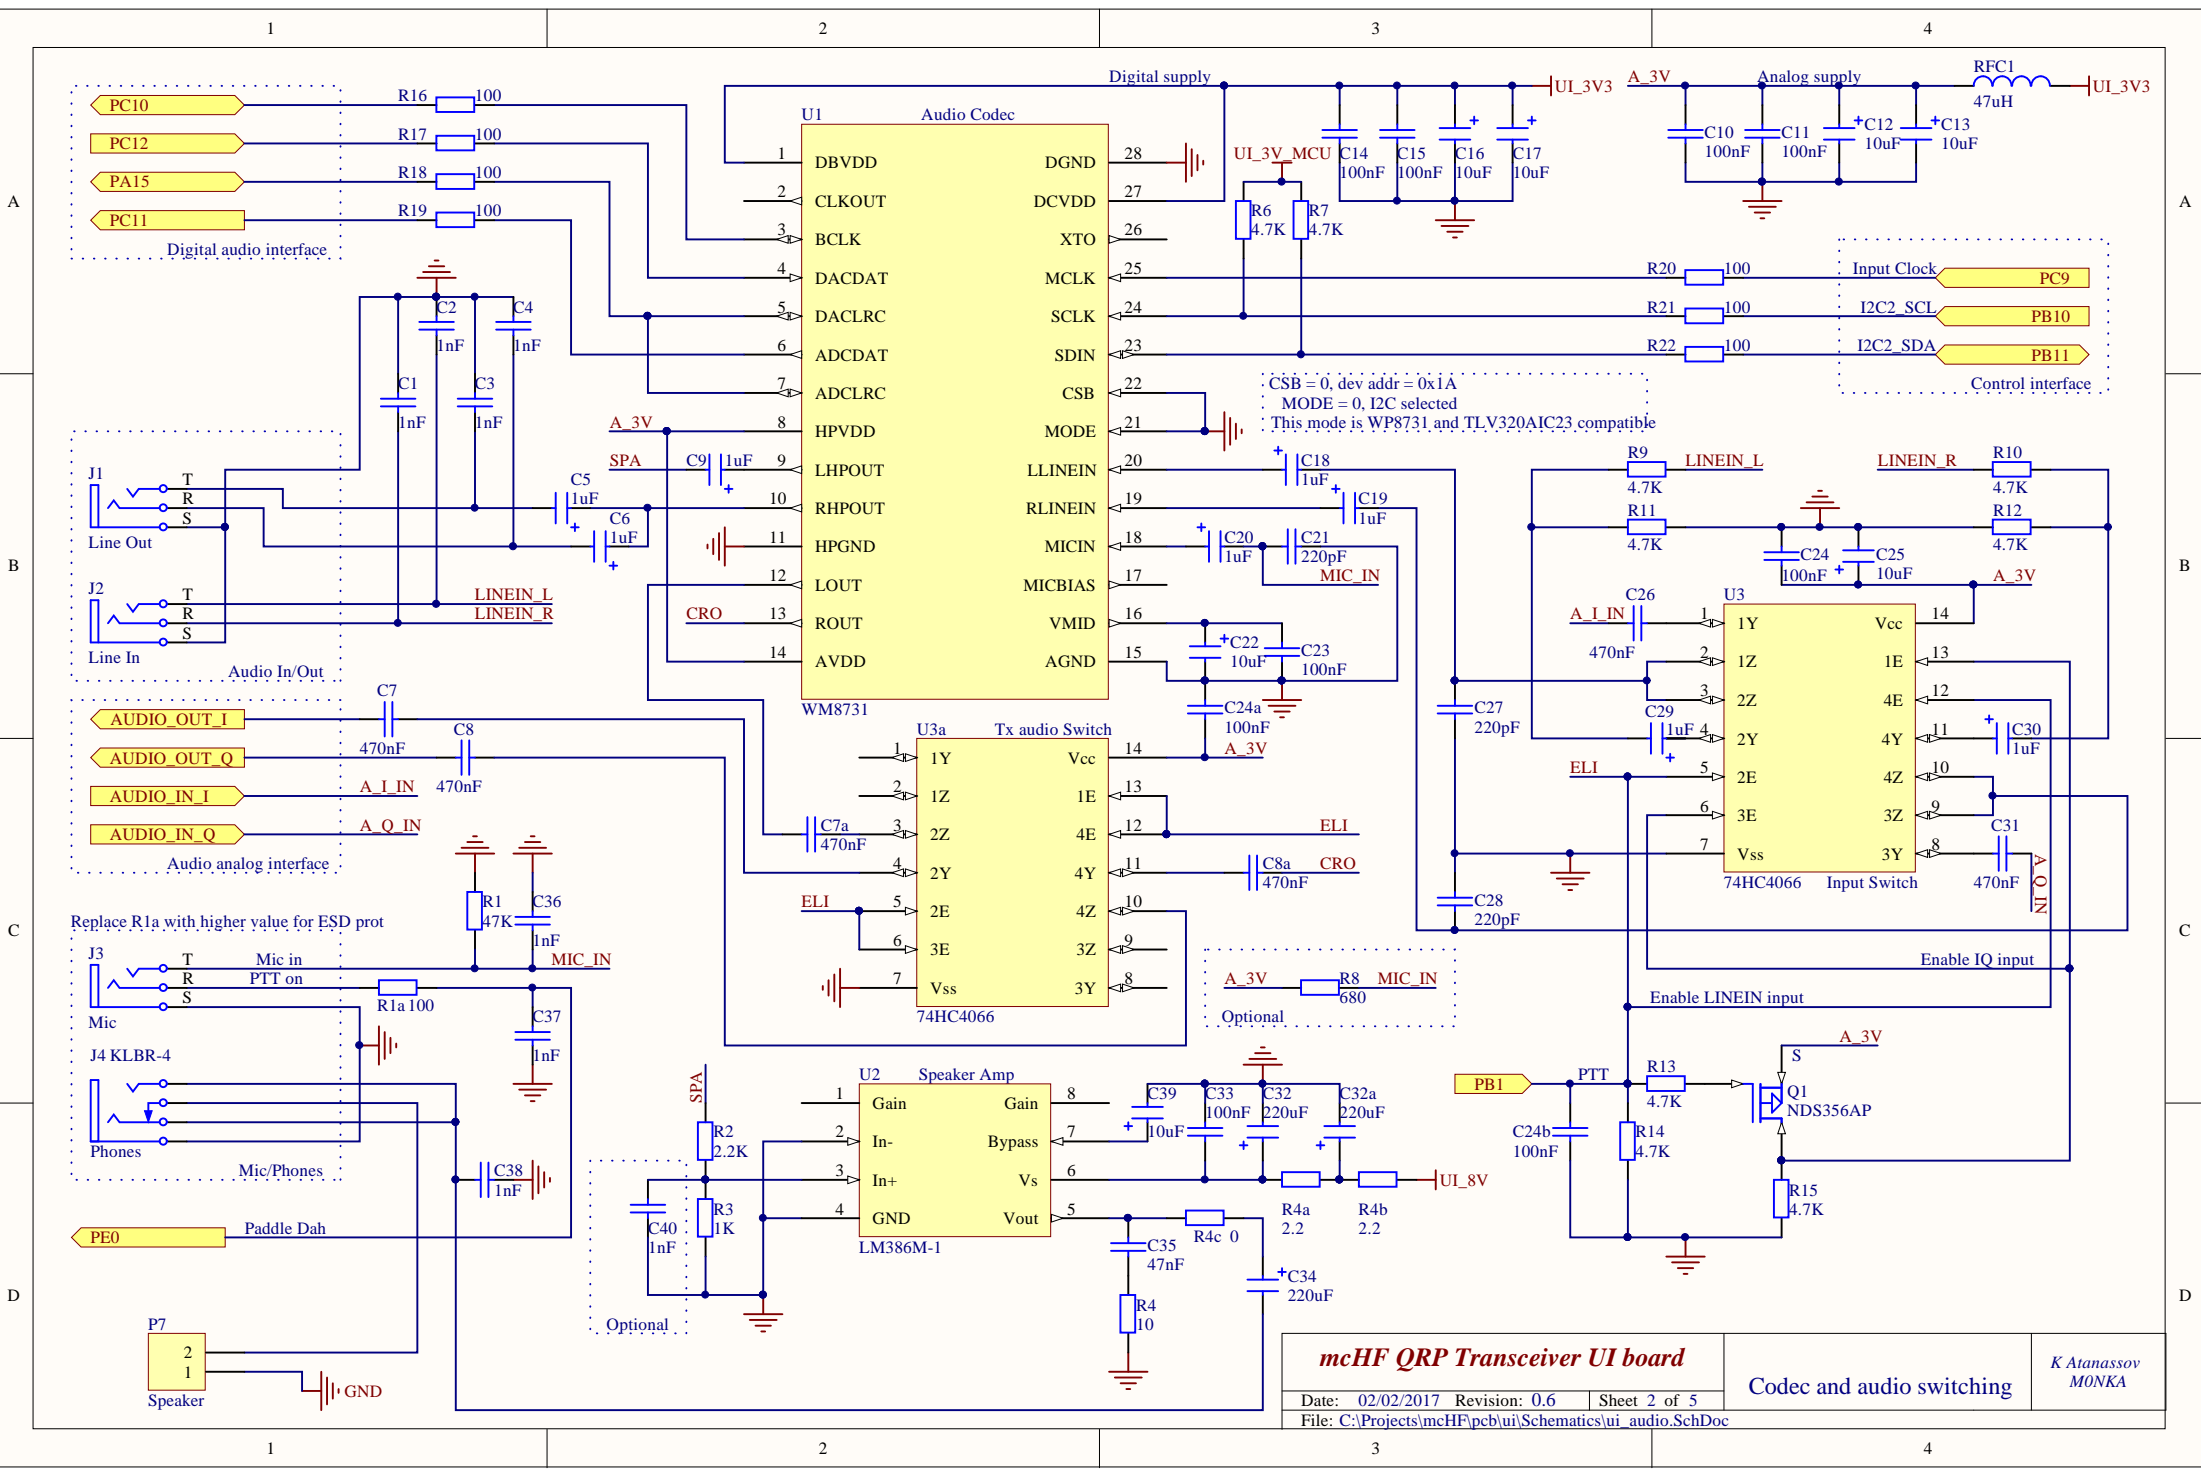 1 2 3 4
A
B
C
D
PC10
R16 100
PC12
R17 100
PA15
R18 100
PC11
R19 100
Digital audio interface
C2
1nF
C4
1nF
C1
1nF
C3
1nF
J1
T
R
S
Line Out
J2
T
R
S
Line In
LINEIN_L
LINEIN_R
Audio In/Out
C5
1uF
C6
1uF
A_3V
SPA
C9 1uF
CRO
U1 Audio Codec
1 DBVDD
2 CLKOUT
3 BCLK
4 DACDAT
5 DACLRC
6 ADCDAT
7 ADCLRC
8 HPVDD
9 LHPOUT
10 RHPOUT
11 HPGND
12 LOUT
13 ROUT
14 AVDD
DGND 28
DCVDD 27
XTO 26
MCLK 25
SCLK 24
SDIN 23
CSB 22
MODE 21
LLINEIN 20
RLINEIN 19
MICIN 18
MICBIAS 17
VMID 16
AGND 15
WM8731
Digital supply
UI_3V3
UI_3V_MCU
R6
4.7K
R7
4.7K
C14
100nF
C15
100nF
C16
10uF
C17
10uF
A_3V
Analog supply
RFC1
47uH
UI_3V3
C10
100nF
C11
100nF
C12
10uF
C13
10uF
R20 100
Input Clock
PC9
R21 100
I2C2_SCL
PB10
R22 100
I2C2_SDA
PB11
Control interface
CSB = 0, dev addr = 0x1A
MODE = 0, I2C selected
This mode is WP8731 and TLV320AIC23 compatible
C18
1uF
C19
1uF
C20
1uF
C21
220pF
MIC_IN
C22
10uF
C23
100nF
C24a
100nF
A_3V
R9
4.7K
LINEIN_L
LINEIN_R
R10
4.7K
R11
4.7K
R12
4.7K
C24
100nF
C25
10uF
A_3V
A_I_IN
C26
470nF
U3
1 1Y
2 1Z
3 2Z
4 2Y
5 2E
6 3E
7 Vss
Vcc 14
1E 13
4E 12
4Y 11
4Z 10
3Z 9
3Y 8
74HC4066 Input Switch
C27
220pF
C28
220pF
C29
1uF
ELI
C30
1uF
C31
470nF
A_Q_IN
Enable IQ input
Enable LINEIN input
AUDIO_OUT_I
C7
470nF
AUDIO_OUT_Q
C8
470nF
AUDIO_IN_I
A_I_IN
AUDIO_IN_Q
A_Q_IN
Audio analog interface
U3a Tx audio Switch
1 1Y
2 1Z
3 2Z
4 2Y
5 2E
6 3E
7 Vss
Vcc 14
1E 13
4E 12
4Y 11
4Z 10
3Z 9
3Y 8
74HC4066
C7a
470nF
ELI
ELI
C8a
470nF
CRO
A_3V
R8
680
MIC_IN
Optional
R1
47K
C36
1nF
Replace R1a with higher value for ESD prot
J3
T
R
S
Mic in
PTT on
MIC_IN
R1a 100
Mic
C37
1nF
J4 KLBR-4
Phones
Mic/Phones
C38
1nF
PE0
Paddle Dah
P7
2
1
Speaker
GND
SPA
R2
2.2K
R3
1K
C40
1nF
Optional
U2 Speaker Amp
1 Gain
2 In-
3 In+
4 GND
Gain 8
Bypass 7
Vs 6
Vout 5
LM386M-1
C39
10uF
C33
100nF
C32
220uF
C32a
220uF
R4a
2.2
R4b
2.2
UI_8V
R4c 0
C35
47nF
R4
10
C34
220uF
PB1
PTT
R13
4.7K
C24b
100nF
R14
4.7K
S
A_3V
Q1
NDS356AP
R15
4.7K
mcHF QRP Transceiver UI board
Date: 02/02/2017 Revision: 0.6 Sheet 2 of 5
File: C:\Projects\mcHF\pcb\ui\Schematics\ui_audio.SchDoc
Codec and audio switching
K Atanassov
M0NKA
A
B
C
D
1 2 3 4